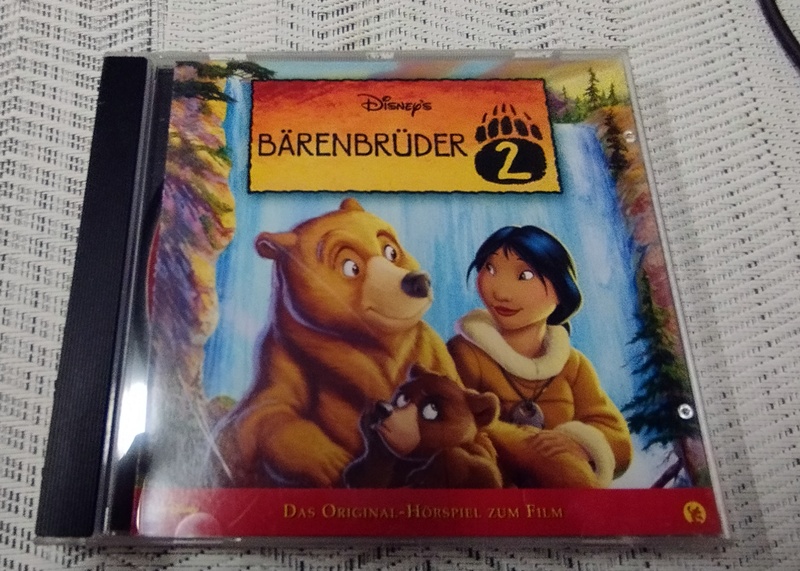 Disney's
BÄRENBRÜDER 2
DAS ORIGINAL-HÖRSPIEL ZUM FILM